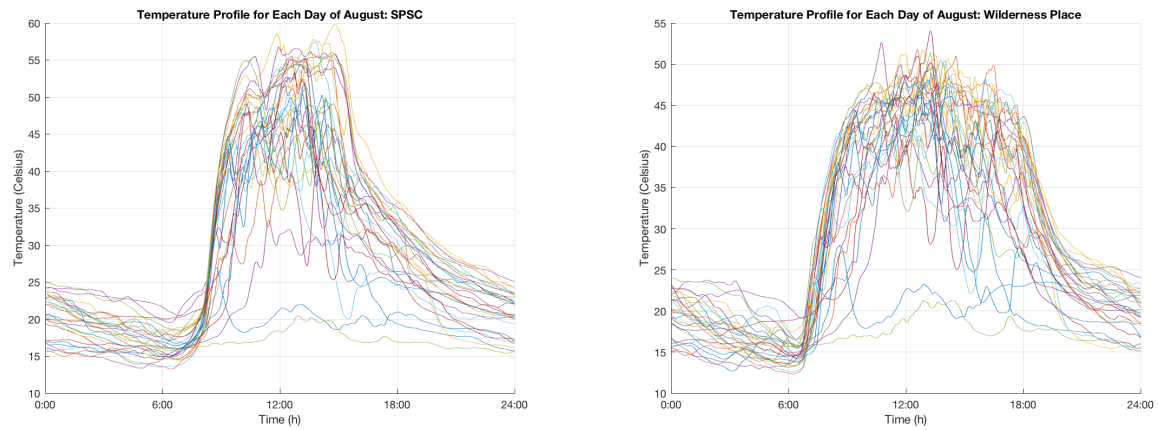 Temperature Profile for Each Day of August: SPSC
60
55
50
45
40
35
30
25
20
15
10
Temperature (Celsius)
0:00 6:00 12:00 18:00 24:00
Time (h)
Temperature Profile for Each Day of August: Wilderness Place
55
50
45
40
35
30
25
20
15
10
Temperature (Celsius)
0:00 6:00 12:00 18:00 24:00
Time (h)